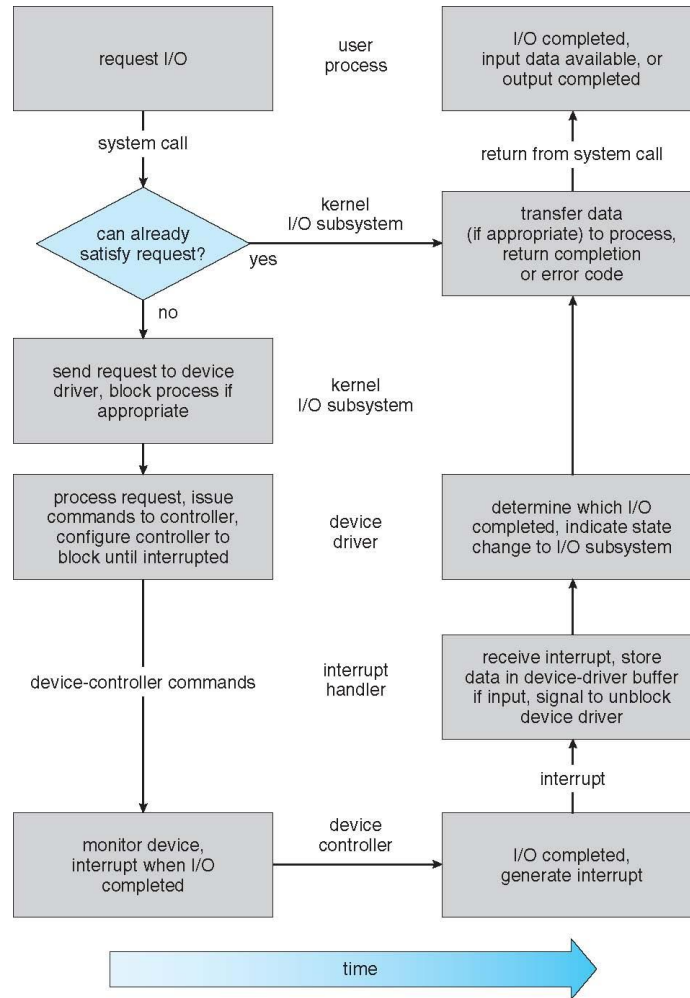 request I/O
user
process
I/O completed,
input data available, or
output completed
system call
return from system call
can already
satisfy request?
yes
no
kernel
I/O subsystem
transfer data
(if appropriate) to process,
return completion
or error code
send request to device
driver, block process if
appropriate
kernel
I/O subsystem
process request, issue
commands to controller,
configure controller to
block until interrupted
device
driver
determine which I/O
completed, indicate state
change to I/O subsystem
device-controller commands
interrupt
handler
receive interrupt, store
data in device-driver buffer
if input, signal to unblock
device driver
interrupt
monitor device,
interrupt when I/O
completed
device
controller
I/O completed,
generate interrupt
time